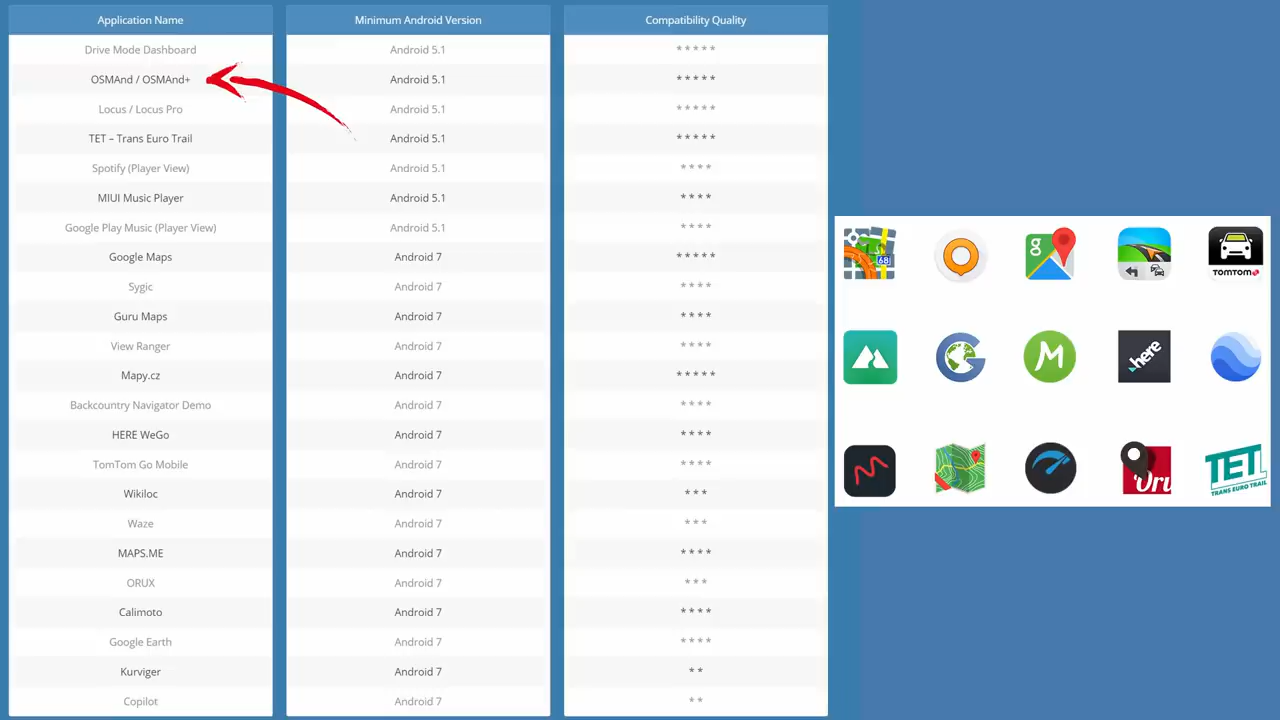 Application Name Minimum Android Version Compatibility Quality
Drive Mode Dashboard Android 5.1 * * * * *
OSMAnd / OSMAnd+ Android 5.1 * * * * *
Locus / Locus Pro Android 5.1 * * * * *
TET – Trans Euro Trail Android 5.1 * * * * *
Spotify (Player View) Android 5.1 * * * *
MIUI Music Player Android 5.1 * * * *
Google Play Music (Player View) Android 5.1 * * * *
Google Maps Android 7 * * * * *
Sygic Android 7 * * * *
Guru Maps Android 7 * * * *
View Ranger Android 7 * * * *
Mapy.cz Android 7 * * * * *
Backcountry Navigator Demo Android 7 * * * *
HERE WeGo Android 7 * * * *
TomTom Go Mobile Android 7 * * * *
Wikiloc Android 7 * * *
Waze Android 7 * * *
MAPS.ME Android 7 * * * *
ORUX Android 7 * * *
Calimoto Android 7 * * * *
Google Earth Android 7 * * * *
Kurviger Android 7 * *
Copilot Android 7 * *
68
g
TOMTOM
M
here
Oru
TET
TRANS EURO TRAIL